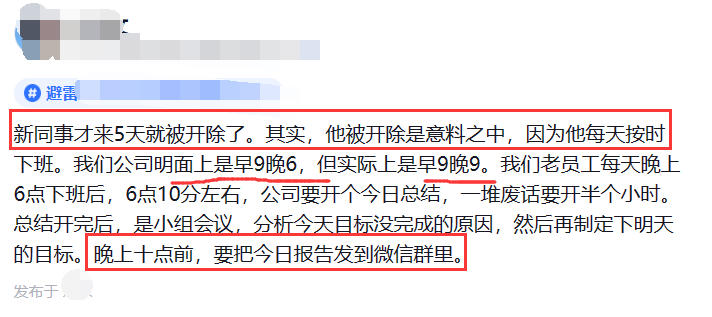 # 避雷
新同事才来5天就被开除了。其实，他被开除是意料之中，因为他每天按时
下班。我们公司明面上是早9晚6，但实际上是早9晚9。我们老员工每天晚上
6点下班后，6点10分左右，公司要开个今日总结，一堆废话要开半个小时。
总结开完后，是小组会议，分析今天目标没完成的原因，然后再制定下明天
的目标。晚上十点前，要把今日报告发到微信群里。
发布于